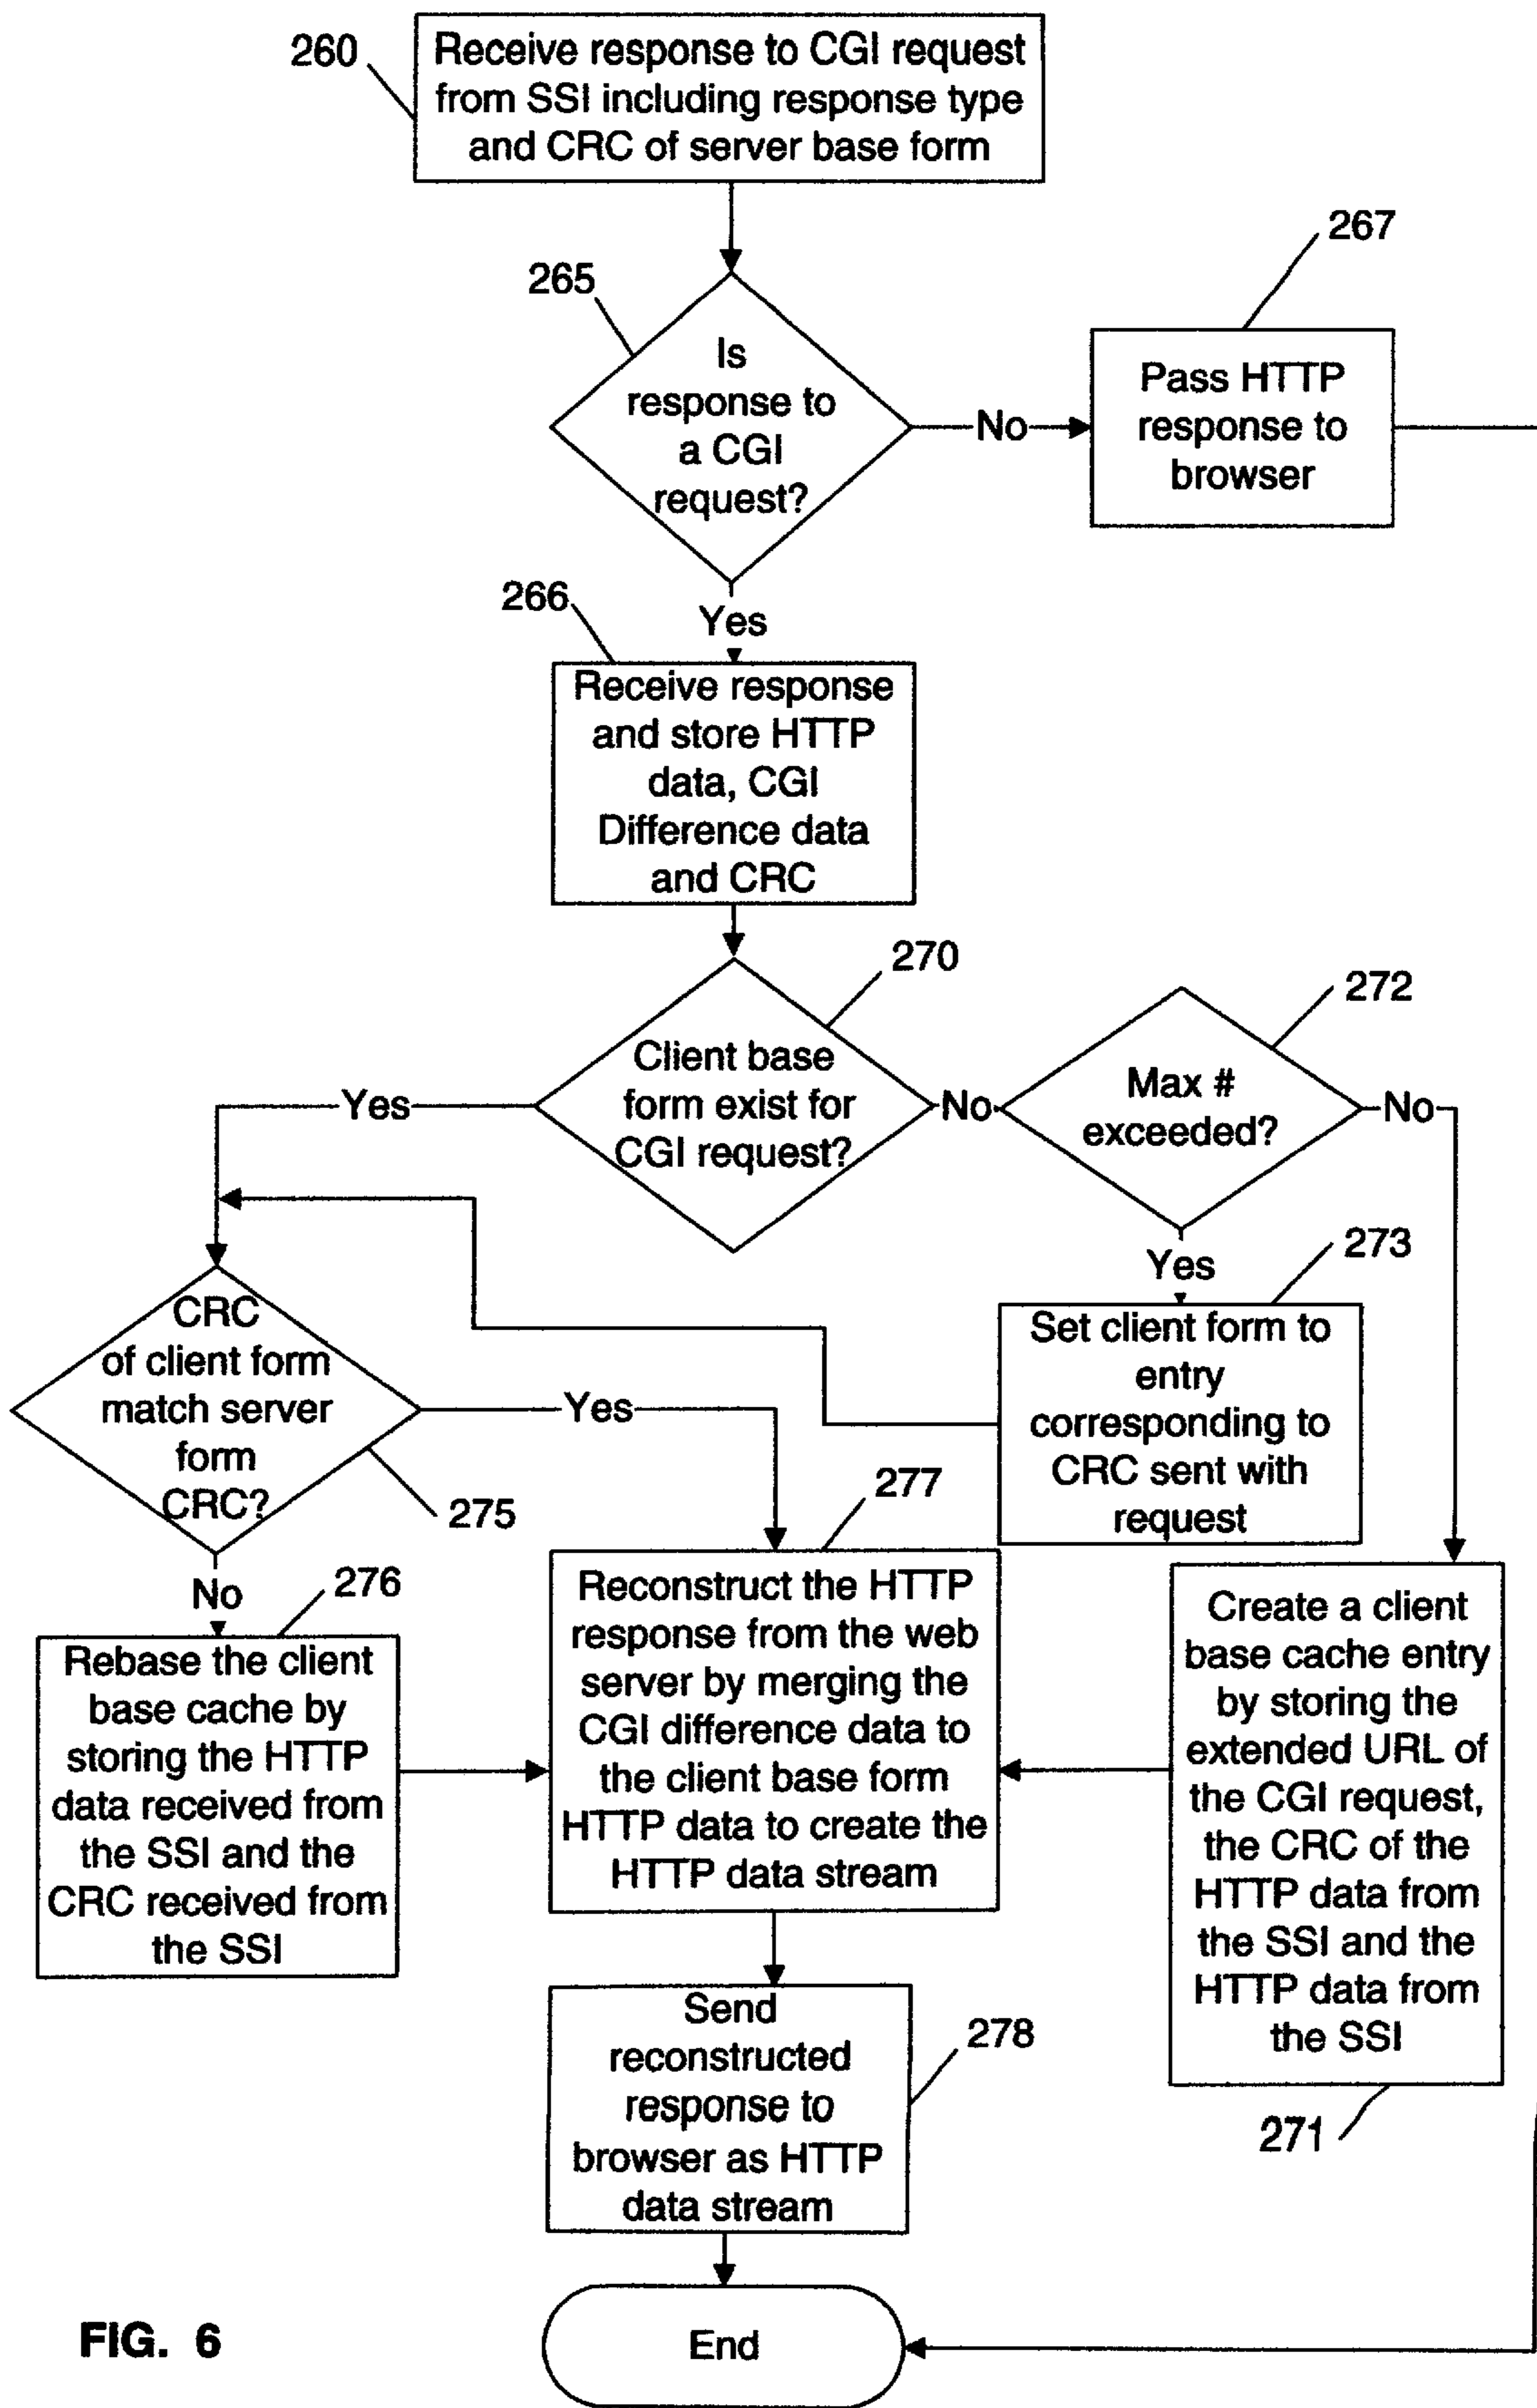 260
Receive response to CGI request
from SSI including response type
and CRC of server base form
265
Is
response to
a CGI
request?
No
267
Pass HTTP
response to
browser
Yes
266
Receive response
and store HTTP
data, CGI
Difference data
and CRC
270
Client base
form exist for
CGI request?
Yes
No
272
Max #
exceeded?
No
Yes
273
Set client form to
entry
corresponding to
CRC sent with
request
CRC
of client form
match server
form
CRC?
275
Yes
No
276
Rebase the client
base cache by
storing the HTTP
data received from
the SSI and the
CRC received from
the SSI
277
Reconstruct the HTTP
response from the web
server by merging the
CGI difference data to
the client base form
HTTP data to create the
HTTP data stream
Create a client
base cache entry
by storing the
extended URL of
the CGI request,
the CRC of the
HTTP data from
the SSI and the
HTTP data from
the SSI
271
Send
reconstructed
response to
browser as HTTP
data stream
278
End
FIG. 6